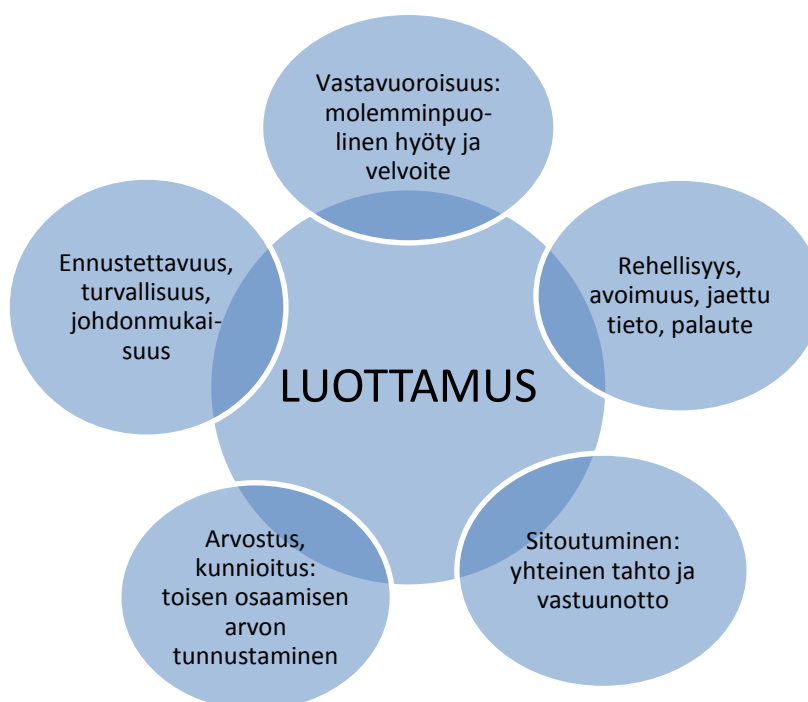 Vastavuoroisuus:
molemminpuo-
linen hyöty ja
velvoite
Ennustettavuus,
turvallisuus,
johdonmukai-
suus
Rehellisyys,
avoimuus, jaettu
tieto, palaute
LUOTTAMUS
Arvostus,
kunnioitus:
toisen osaamisen
arvon
tunnustaminen
Sitoutuminen:
yhteinen tahto ja
vastuunotto